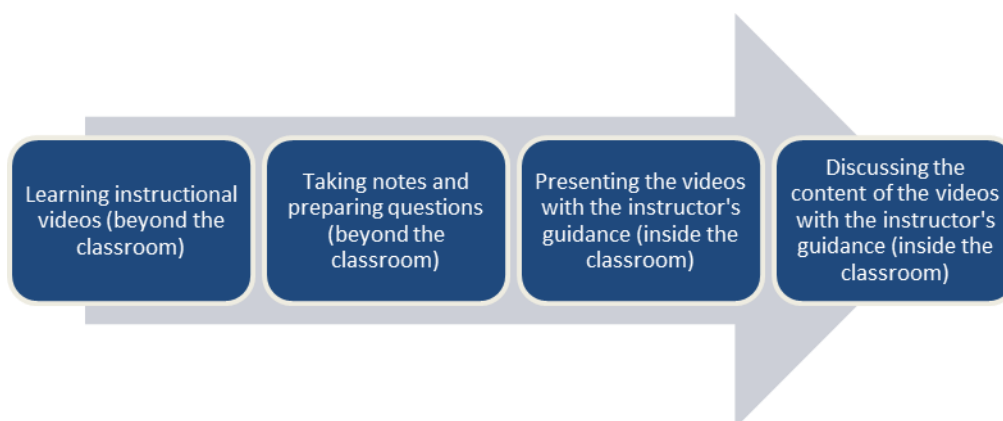 Learning instructional
videos (beyond the
classroom)
Taking notes and
preparing questions
(beyond the
classroom)
Presenting the videos
with the instructor's
guidance (inside the
classroom)
Discussing the
content of the videos
with the instructor's
guidance (inside the
classroom)